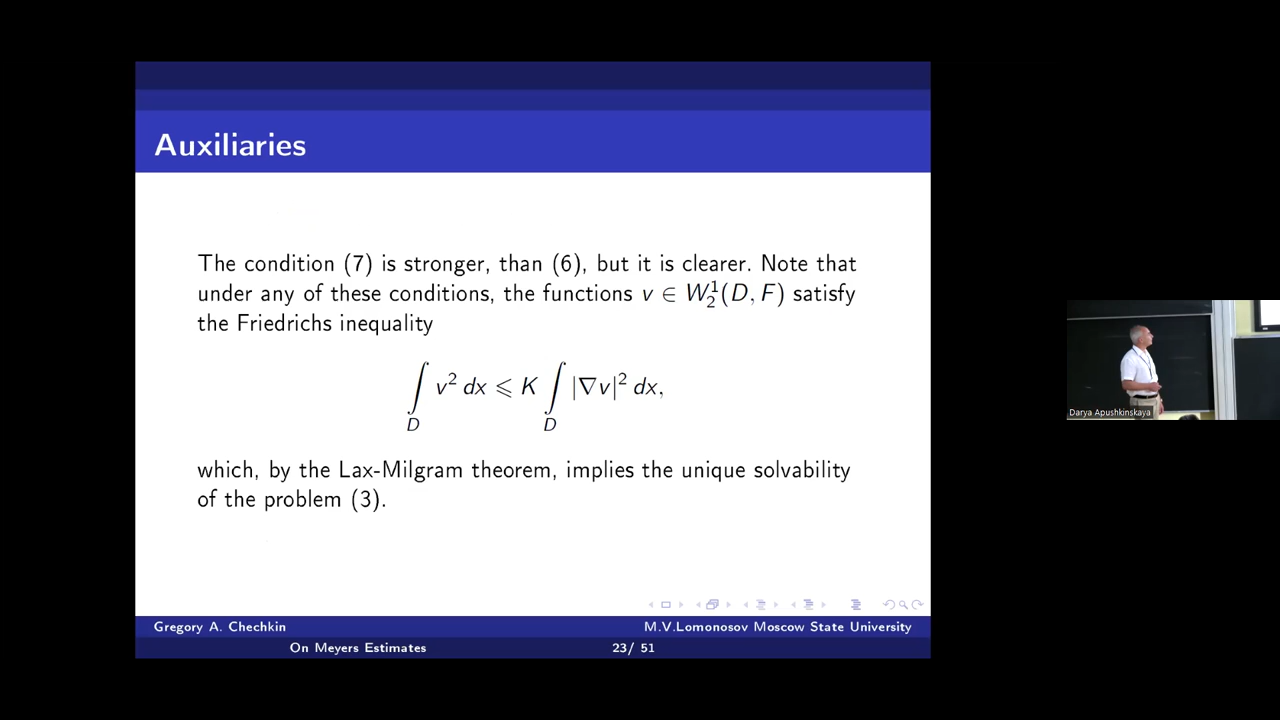 Auxiliaries
The condition (7) is stronger, than (6), but it is clearer. Note that
under any of these conditions, the functions v ∈ W₂¹(D, F) satisfy
the Friedrichs inequality
∫_D v² dx ⩽ K ∫_D |∇v|² dx,
which, by the Lax-Milgram theorem, implies the unique solvability
of the problem (3).
Gregory A. Chechkin
M.V.Lomonosov Moscow State University
On Meyers Estimates
23/ 51
Darya Apushkinskaya